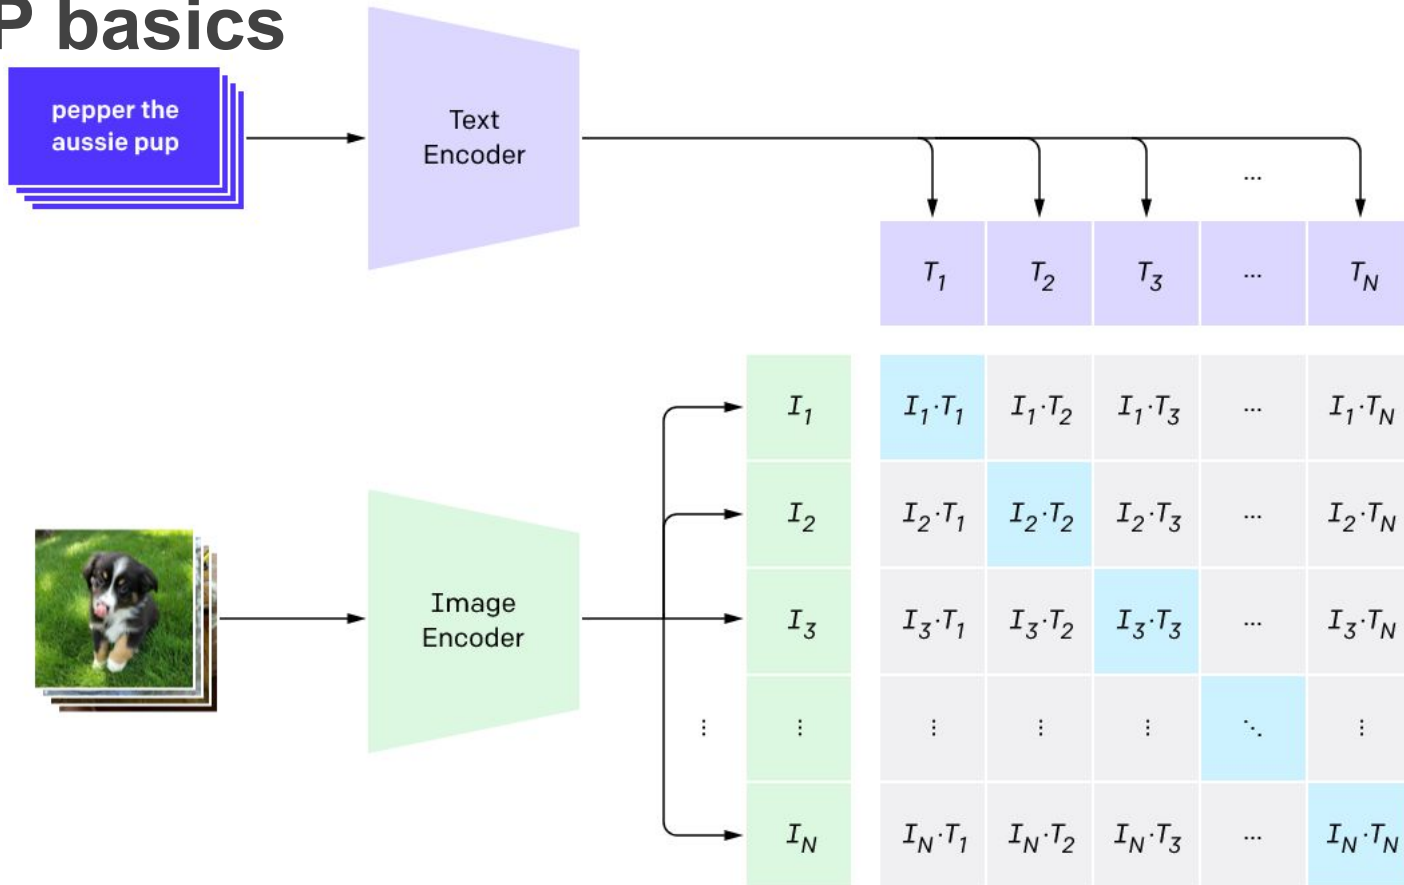 P basics
pepper the
aussie pup
Text
Encoder
...
T1 T2 T3 ... TN
I1 I1·T1 I1·T2 I1·T3 ... I1·TN
I2 I2·T1 I2·T2 I2·T3 ... I2·TN
I3 I3·T1 I3·T2 I3·T3 ... I3·TN
Image
Encoder
⋮ ⋮ ⋮ ⋮ ⋮ ⋱ ⋮
IN IN·T1 IN·T2 IN·T3 ... IN·TN